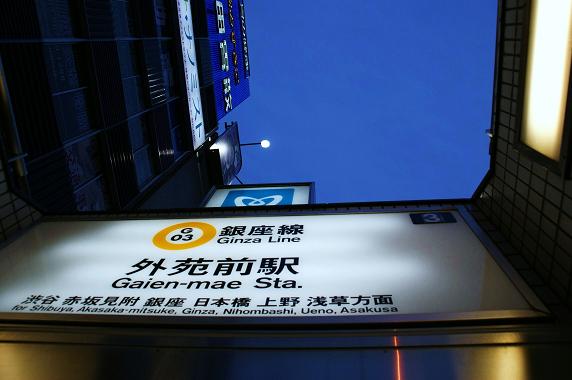 G
03
銀座線
Ginza Line
外苑前駅
Gaien-mae Sta.
渋谷 赤坂見附 銀座 日本橋 上野 浅草方面
for Shibuya, Akasaka-mitsuke, Ginza, Nihombashi, Ueno, Asakusa